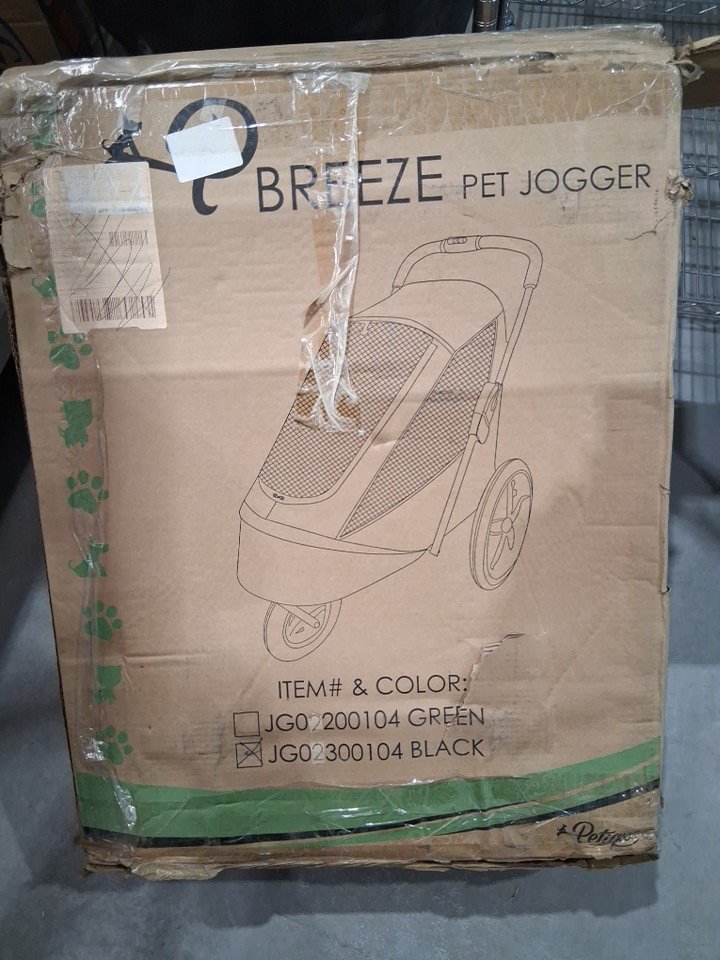 BREEZE PET JOGGER
ITEM# & COLOR:
JG02200104 GREEN
JG02300104 BLACK
Petique